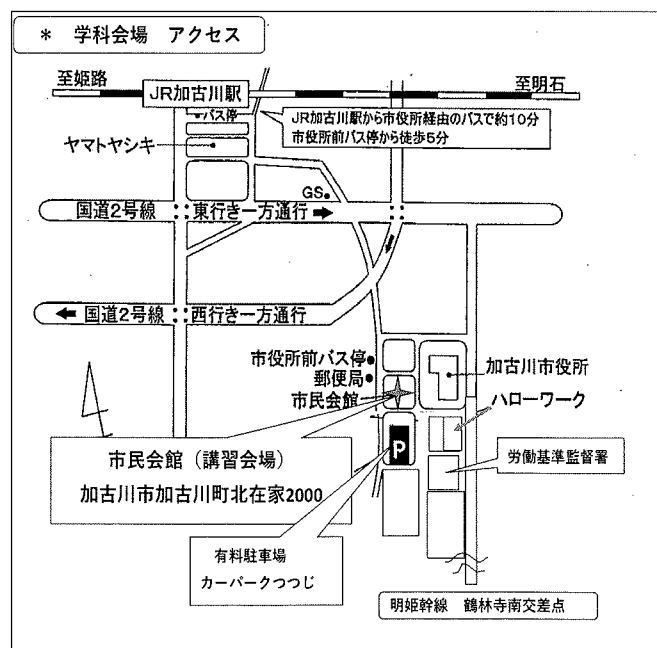 * 学科会場 アクセス
至姫路
JR加古川駅
至明石
バス停
JR加古川駅から市役所経由のバスで約10分
市役所前バス停から徒歩5分
ヤマトヤシキ
GS
国道2号線 東行き一方通行
国道2号線 西行き一方通行
市役所前バス停
郵便局
市民会館
加古川市役所
ハローワーク
市民会館（講習会場）
加古川市加古川町北在家2000
P
労働基準監督署
有料駐車場
カーパークつつじ
明姫幹線 鶴林寺南交差点